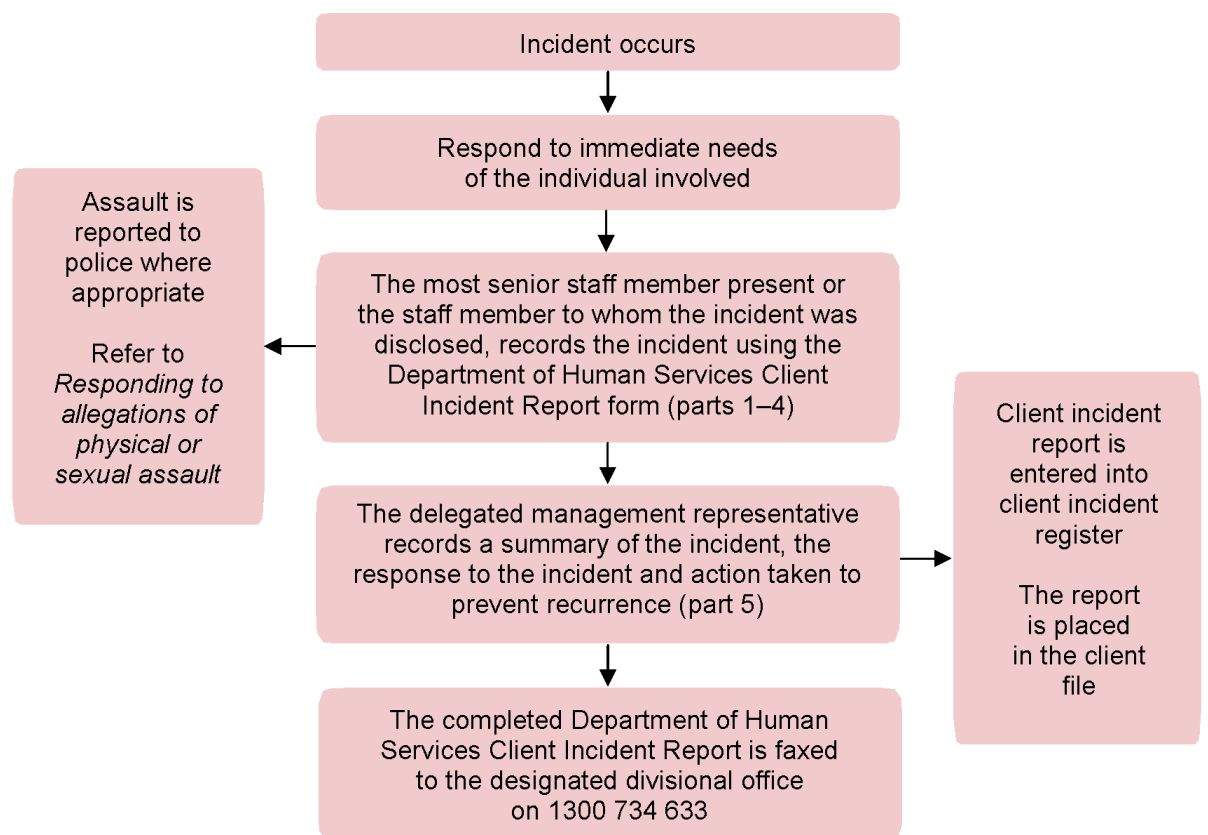 Incident occurs
Respond to immediate needs
of the individual involved
Assault is
reported to
police where
appropriate
Refer to
Responding to
allegations of
physical or
sexual assault
The most senior staff member present or
the staff member to whom the incident was
disclosed, records the incident using the
Department of Human Services Client
Incident Report form (parts 1–4)
The delegated management representative
records a summary of the incident, the
response to the incident and action taken to
prevent recurrence (part 5)
Client incident
report is
entered into
client incident
register
The report
is placed
in the client
file
The completed Department of Human
Services Client Incident Report is faxed
to the designated divisional office
on 1300 734 633